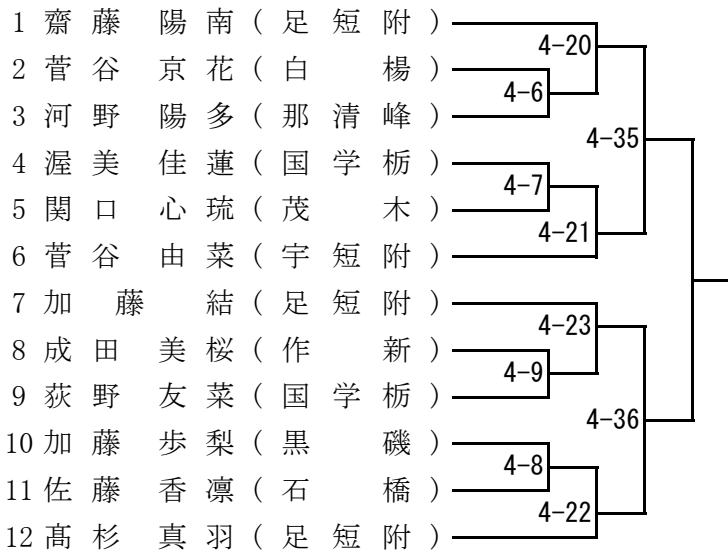 1 齋藤 陽南(足短附)
4-20
2 菅谷 京花(白楊)
4-6
3 河野 陽多(那清峰)
4-35
4 渥美 佳蓮(国学栃)
4-7
5 関口 心琉(茂木)
4-21
6 菅谷 由菜(宇短附)
7 加藤 結(足短附)
4-23
8 成田 美桜(作新)
4-9
9 荻野 友菜(国学栃)
4-36
10 加藤 歩梨(黒磯)
4-8
11 佐藤 香凛(石橋)
4-22
12 髙杉 真羽(足短附)